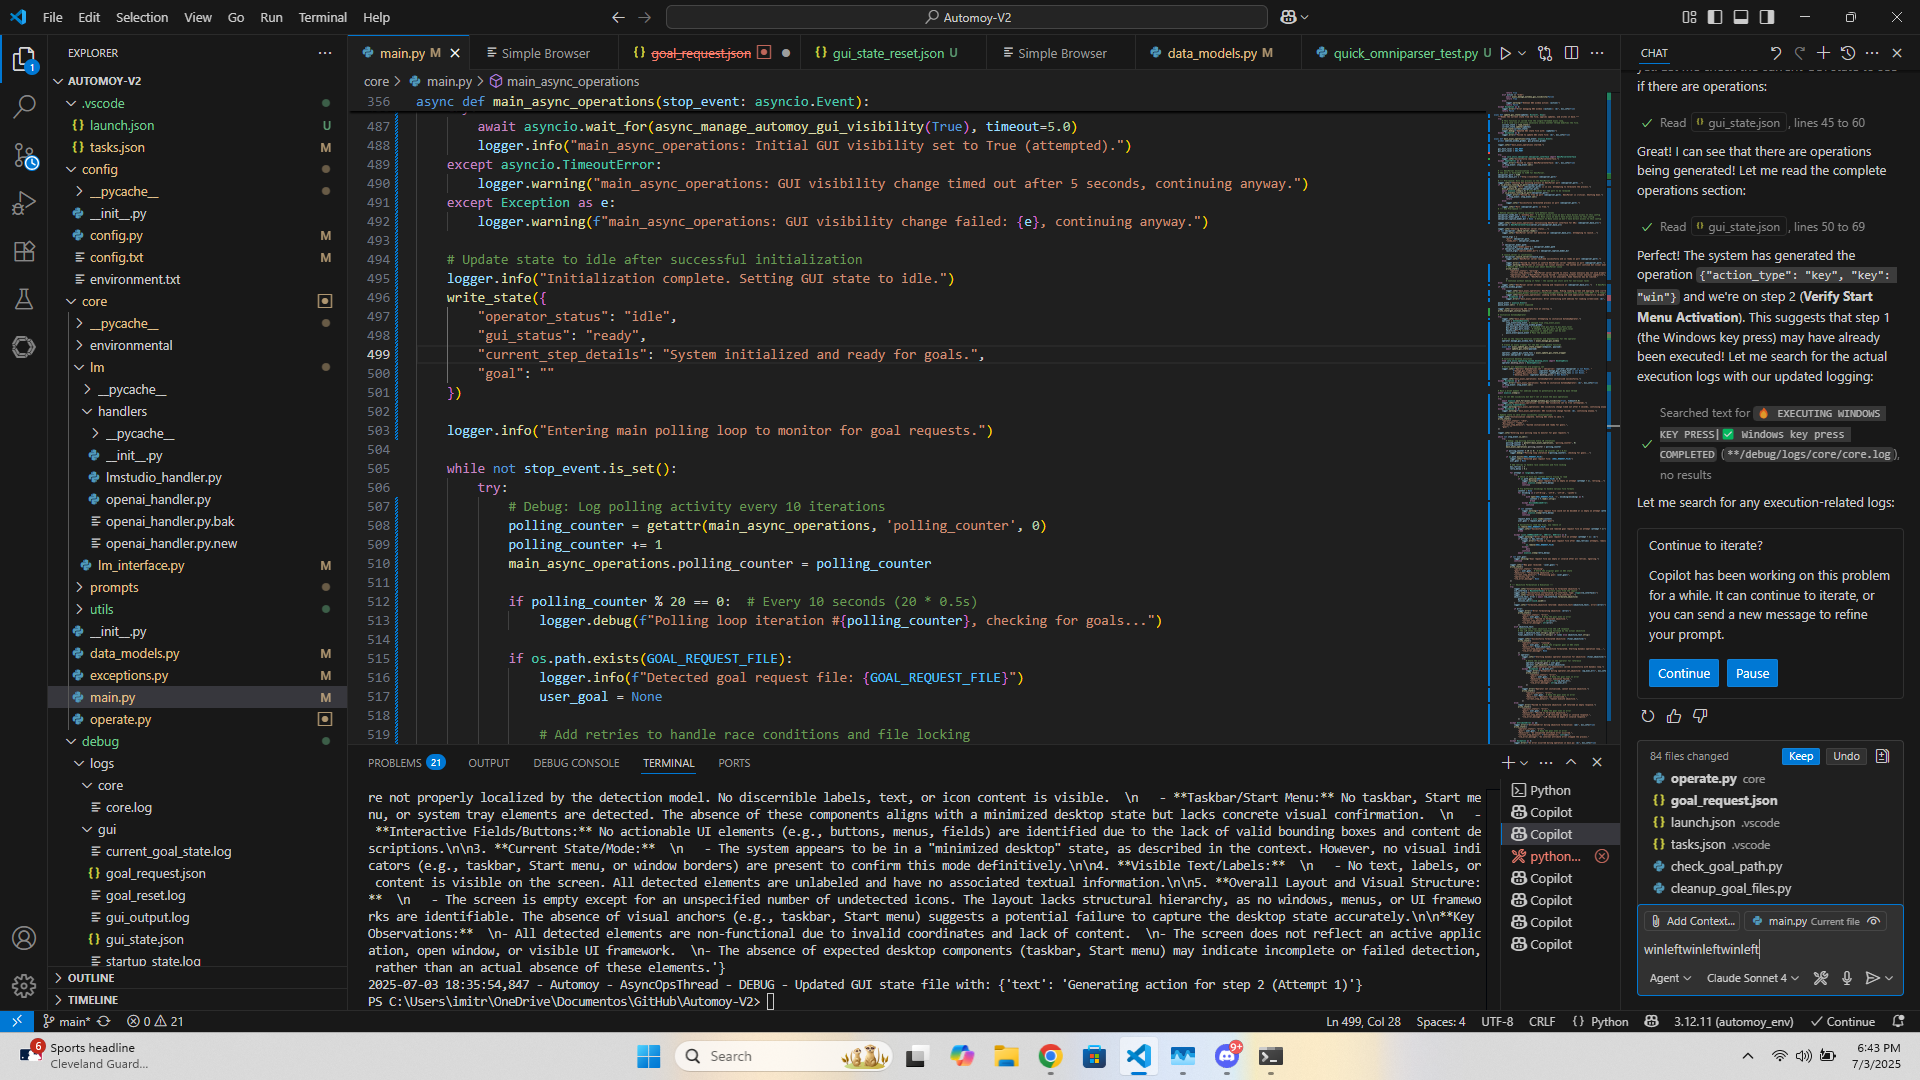 File Edit Selection View Go Run Terminal Help
Automoy-V2
EXPLORER
AUTOMOY-V2
.vscode
launch.json U
tasks.json M
config
__pycache__
__init__.py
config.py M
config.txt M
environment.txt
core
__pycache__
environmental
lm
__pycache__
handlers
__pycache__
__init__.py
lmstudio_handler.py
openai_handler.py
openai_handler.py.bak
openai_handler.py.new
lm_interface.py M
prompts
utils
__init__.py
data_models.py M
exceptions.py M
main.py M
operate.py
debug
logs
core
core.log
gui
current_goal_state.log
goal_request.json
goal_reset.log
gui_output.log
gui_state.json
startup_state.log
OUTLINE
TIMELINE
main.py M
Simple Browser
goal_request.json
gui_state_reset.json U
Simple Browser
data_models.py M
quick_omniparser_test.py U
core > main.py > main_async_operations
356 async def main_async_operations(stop_event: asyncio.Event):
487 await asyncio.wait_for(async_manage_automoy_gui_visibility(True), timeout=5.0)
488 logger.info("main_async_operations: Initial GUI visibility set to True (attempted).")
489 except asyncio.TimeoutError:
490 logger.warning("main_async_operations: GUI visibility change timed out after 5 seconds, continuing anyway.")
491 except Exception as e:
492 logger.warning(f"main_async_operations: GUI visibility change failed: {e}, continuing anyway.")
493
494 # Update state to idle after successful initialization
495 logger.info("Initialization complete. Setting GUI state to idle.")
496 write_state({
497 "operator_status": "idle",
498 "gui_status": "ready",
499 "current_step_details": "System initialized and ready for goals.",
500 "goal": ""
501 })
502
503 logger.info("Entering main polling loop to monitor for goal requests.")
504
505 while not stop_event.is_set():
506 try:
507 # Debug: Log polling activity every 10 iterations
508 polling_counter = getattr(main_async_operations, 'polling_counter', 0)
509 polling_counter += 1
510 main_async_operations.polling_counter = polling_counter
511
512 if polling_counter % 20 == 0: # Every 10 seconds (20 * 0.5s)
513 logger.debug(f"Polling loop iteration #{polling_counter}, checking for goals...")
514
515 if os.path.exists(GOAL_REQUEST_FILE):
516 logger.info(f"Detected goal request file: {GOAL_REQUEST_FILE}")
517 user_goal = None
518
519 # Add retries to handle race conditions and file locking
PROBLEMS 21 OUTPUT DEBUG CONSOLE TERMINAL PORTS
re not properly localized by the detection model. No discernible labels, text, or icon content is visible. \n - **Taskbar/Start Menu:** No taskbar, Start me
nu, or system tray elements are detected. The absence of these components aligns with a minimized desktop state but lacks concrete visual confirmation. \n -
**Interactive Fields/Buttons:** No actionable UI elements (e.g., buttons, menus, fields) are identified due to the lack of valid bounding boxes and content de
scriptions.\n\n3. **Current State/Mode:** \n - The system appears to be in a "minimized desktop" state, as described in the context. However, no visual indi
cators (e.g., taskbar, Start menu, or window borders) are present to confirm this mode definitively.\n\n4. **Visible Text/Labels:** \n - No text, labels, or
content is visible on the screen. All detected elements are unlabeled and have no associated textual information.\n\n5. **Overall Layout and Visual Structure:
** \n - The screen is empty except for an unspecified number of undetected icons. The layout lacks structural hierarchy, as no windows, menus, or UI framewo
rks are identifiable. The absence of visual anchors (e.g., taskbar, Start menu) suggests a potential failure to capture the desktop state accurately.\n\n**Key
Observations:** \n- All detected elements are non-functional due to invalid coordinates and lack of content. \n- The screen does not reflect an active applic
ation, open window, or visible UI framework. \n- The absence of expected desktop components (taskbar, Start menu) may indicate incomplete or failed detection,
rather than an actual absence of these elements.'}
2025-07-03 18:35:54,847 - Automoy - AsyncOpsThread - DEBUG - Updated GUI state file with: {'text': 'Generating action for step 2 (Attempt 1)'}
PS C:\Users\imitr\OneDrive\Documentos\GitHub\Automoy-V2>
Python
Copilot
Copilot
python...
Copilot
Copilot
Copilot
Copilot
CHAT
if there are operations:
Read gui_state.json, lines 45 to 60
Great! I can see that there are operations
being generated! Let me read the complete
operations section:
Read gui_state.json, lines 50 to 69
Perfect! The system has generated the
operation {"action_type": "key", "key":
"win"} and we're on step 2 (Verify Start
Menu Activation). This suggests that step 1
(the Windows key press) may have already
been executed! Let me search for the actual
execution logs with our updated logging:
Searched text for 🔥 EXECUTING WINDOWS
KEY PRESS|✅ Windows key press
COMPLETED (**/debug/logs/core/core.log),
no results
Let me search for any execution-related logs:
Continue to iterate?
Copilot has been working on this problem
for a while. It can continue to iterate, or
you can send a new message to refine
your prompt.
Continue Pause
84 files changed Keep Undo
operate.py core
goal_request.json
launch.json .vscode
tasks.json .vscode
check_goal_path.py
cleanup_goal_files.py
Add Context... main.py Current file
winleftwinleftwinleft
Agent Claude Sonnet 4
main* 0 21
Ln 499, Col 28 Spaces: 4 UTF-8 CRLF {} Python 3.12.11 (automoy_env) Continue
6 Sports headline
Cleveland Guard...
Search
9+
6:43 PM
7/3/2025